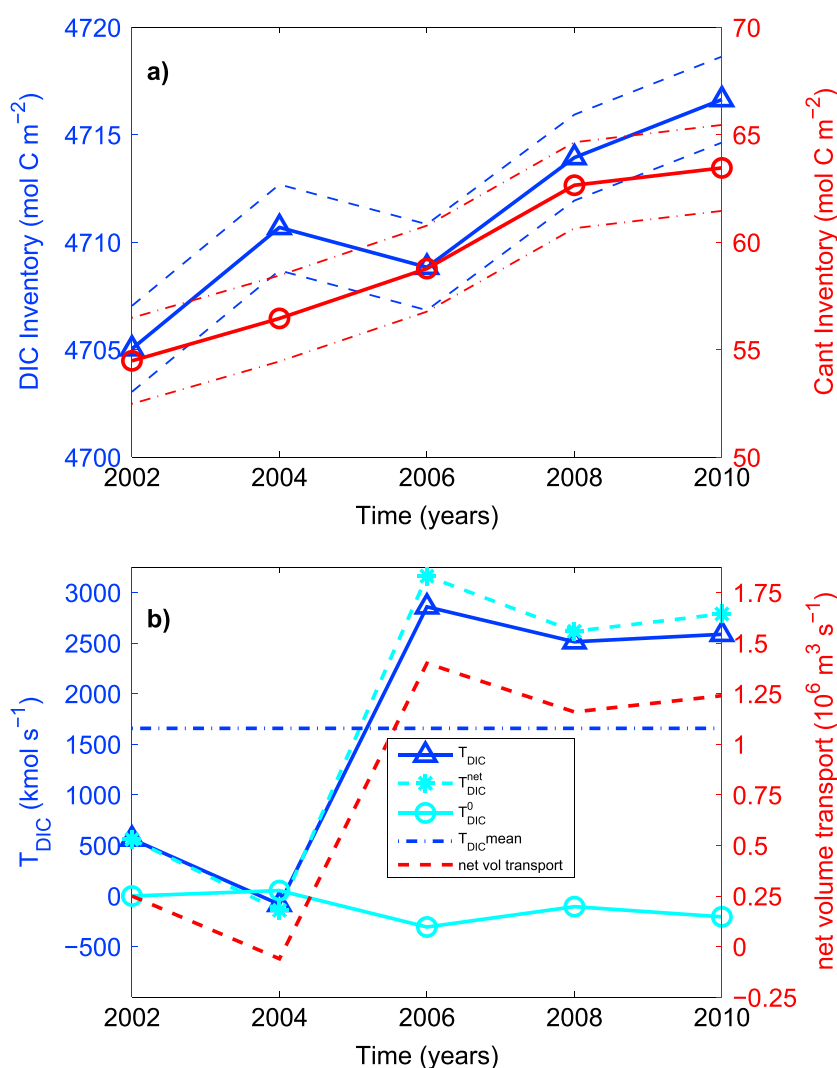 a)
DIC Inventory (mol C m⁻²)
4720
4715
4710
4705
4700
Cant Inventory (mol C m⁻²)
70
65
60
55
50
2002 2004 2006 2008 2010
Time (years)
b)
T_DIC (kmol s⁻¹)
3000
2500
2000
1500
1000
500
0
−500
net volume transport (10⁶ m³ s⁻¹)
1.75
1.5
1.25
1
0.75
0.5
0.25
0
−0.25
T_DIC
T_DIC^net
T_DIC^0
T_DIC mean
net vol transport
2002 2004 2006 2008 2010
Time (years)